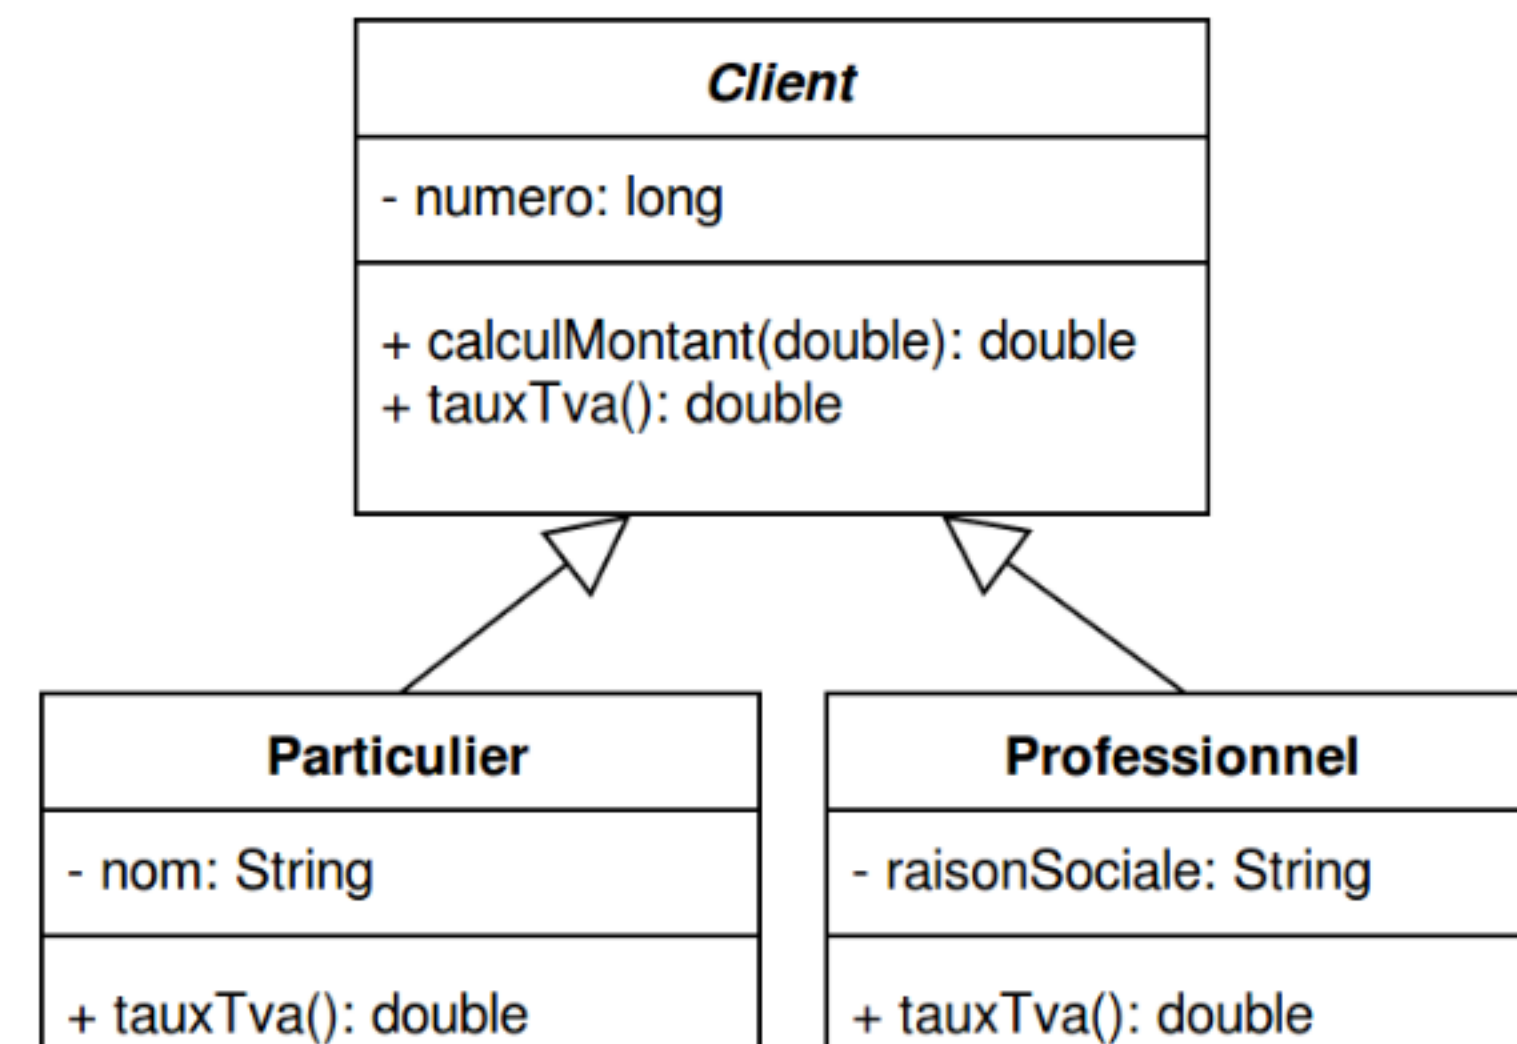 Client
- numero: long
+ calculMontant(double): double
+ tauxTva(): double
Particulier
Professionnel
- nom: String
- raisonSociale: String
+ tauxTva(): double
+ tauxTva(): double